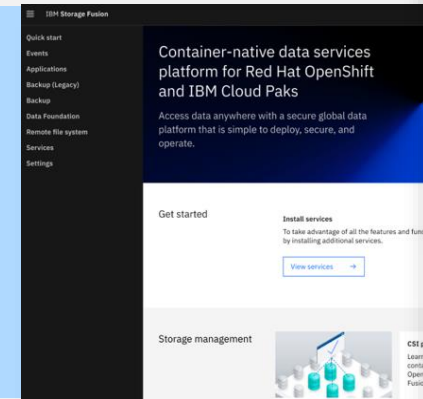 IBM Storage Fusion
Quick start
Events
Applications
Backup (Legacy)
Backup
Data Foundation
Remote file system
Services
Settings
Container-native data services
platform for Red Hat OpenShift
and IBM Cloud Paks
Access data anywhere with a secure global data
platform that is simple to deploy, secure, and
operate.
Get started
Install services
To take advantage of all the features and
by installing additional services.
View services →
Storage management
CSI
Learn